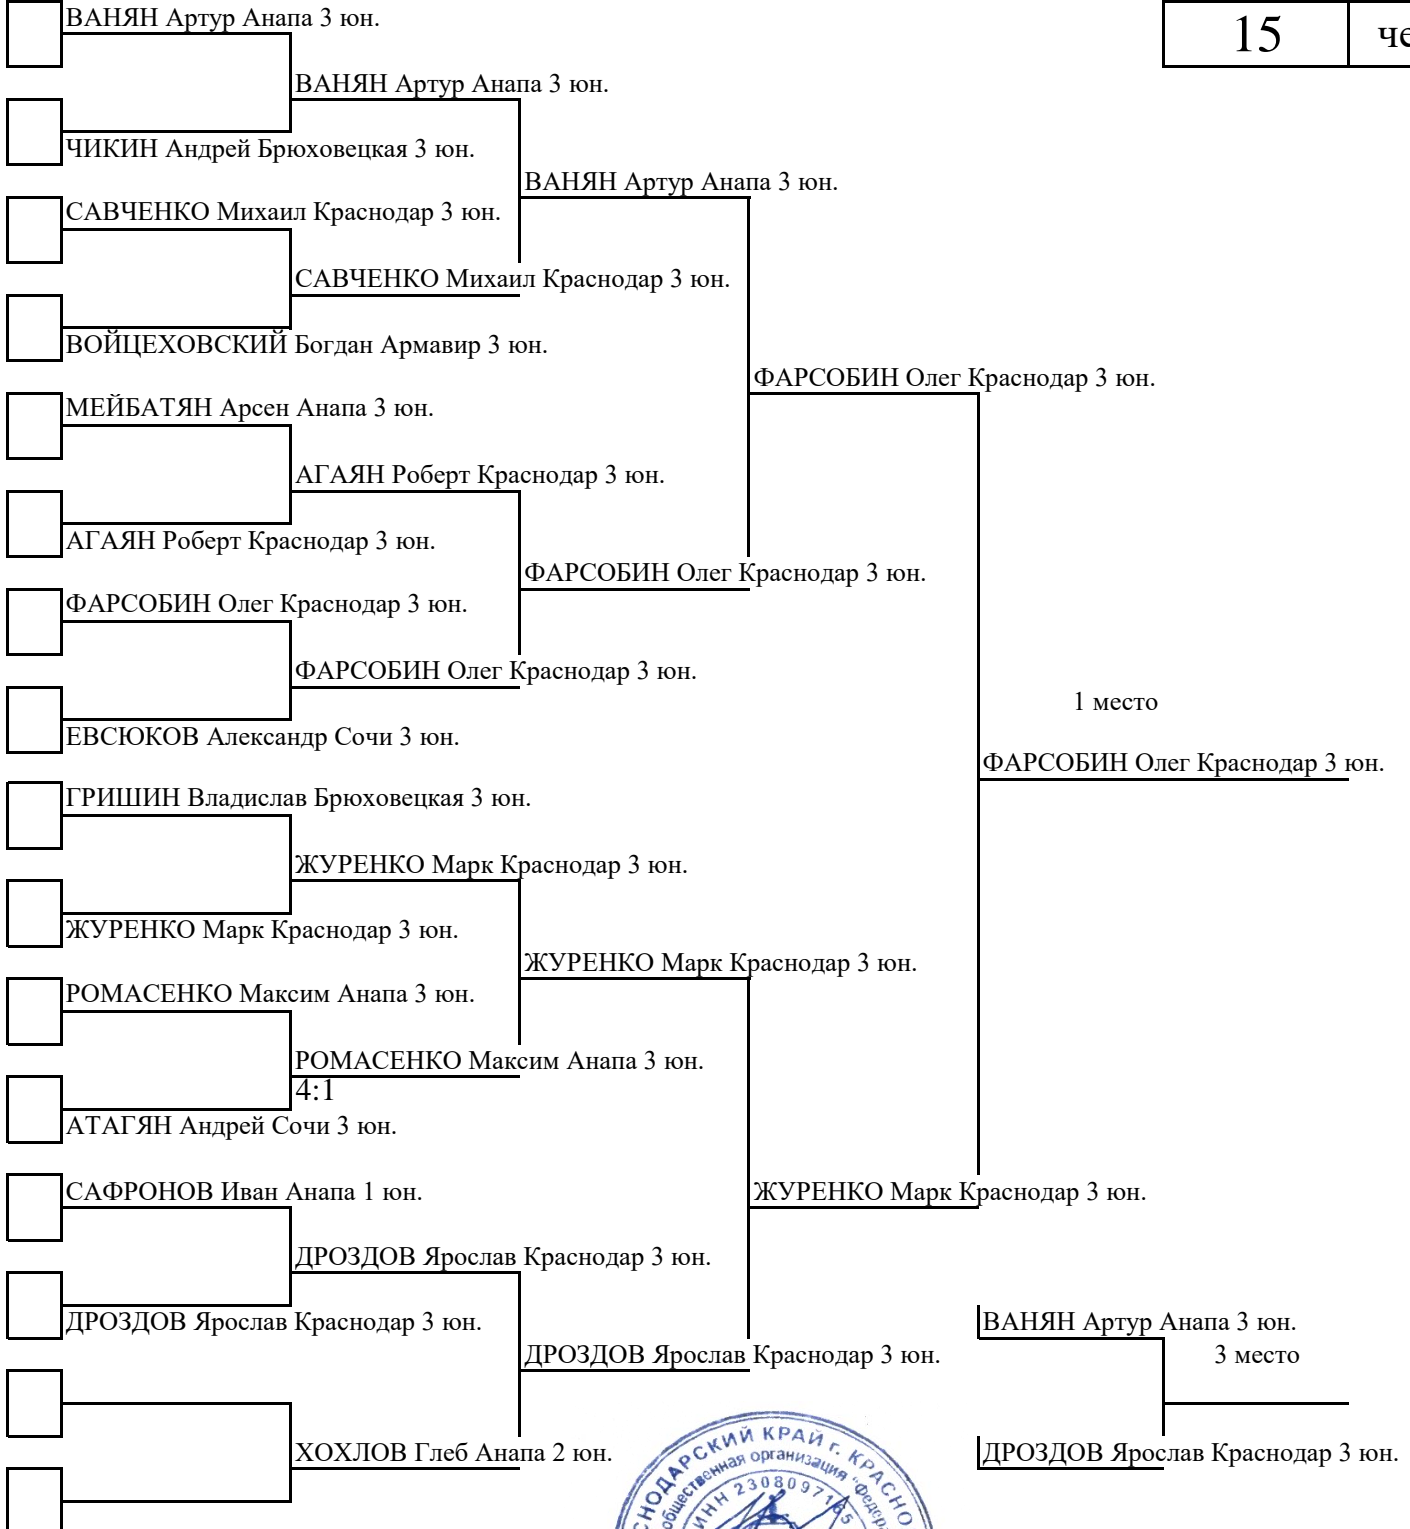 ВАНЯН Артур Анапа 3 юн.
15
ВАНЯН Артур Анапа 3 юн.
ЧИКИН Андрей Брюховецкая 3 юн.
ВАНЯН Артур Анапа 3 юн.
САВЧЕНКО Михаил Краснодар 3 юн.
САВЧЕНКО Михаил Краснодар 3 юн.
ВОЙЦЕХОВСКИЙ Богдан Армавир 3 юн.
ФАРСОБИН Олег Краснодар 3 юн.
МЕЙБАТЯН Арсен Анапа 3 юн.
АГАЯН Роберт Краснодар 3 юн.
АГАЯН Роберт Краснодар 3 юн.
ФАРСОБИН Олег Краснодар 3 юн.
ФАРСОБИН Олег Краснодар 3 юн.
ФАРСОБИН Олег Краснодар 3 юн.
1 место
ЕВСЮКОВ Александр Сочи 3 юн.
ФАРСОБИН Олег Краснодар 3 юн.
ГРИШИН Владислав Брюховецкая 3 юн.
ЖУРЕНКО Марк Краснодар 3 юн.
ЖУРЕНКО Марк Краснодар 3 юн.
ЖУРЕНКО Марк Краснодар 3 юн.
РОМАСЕНКО Максим Анапа 3 юн.
РОМАСЕНКО Максим Анапа 3 юн.
4:1
АТАГЯН Андрей Сочи 3 юн.
САФРОНОВ Иван Анапа 1 юн.
ЖУРЕНКО Марк Краснодар 3 юн.
ДРОЗДОВ Ярослав Краснодар 3 юн.
ДРОЗДОВ Ярослав Краснодар 3 юн.
ВАНЯН Артур Анапа 3 юн.
ДРОЗДОВ Ярослав Краснодар 3 юн.
3 место
ХОХЛОВ Глеб Анапа 2 юн.
ДРОЗДОВ Ярослав Краснодар 3 юн.
КРАЙ г.
организация
ИНН 2308097165